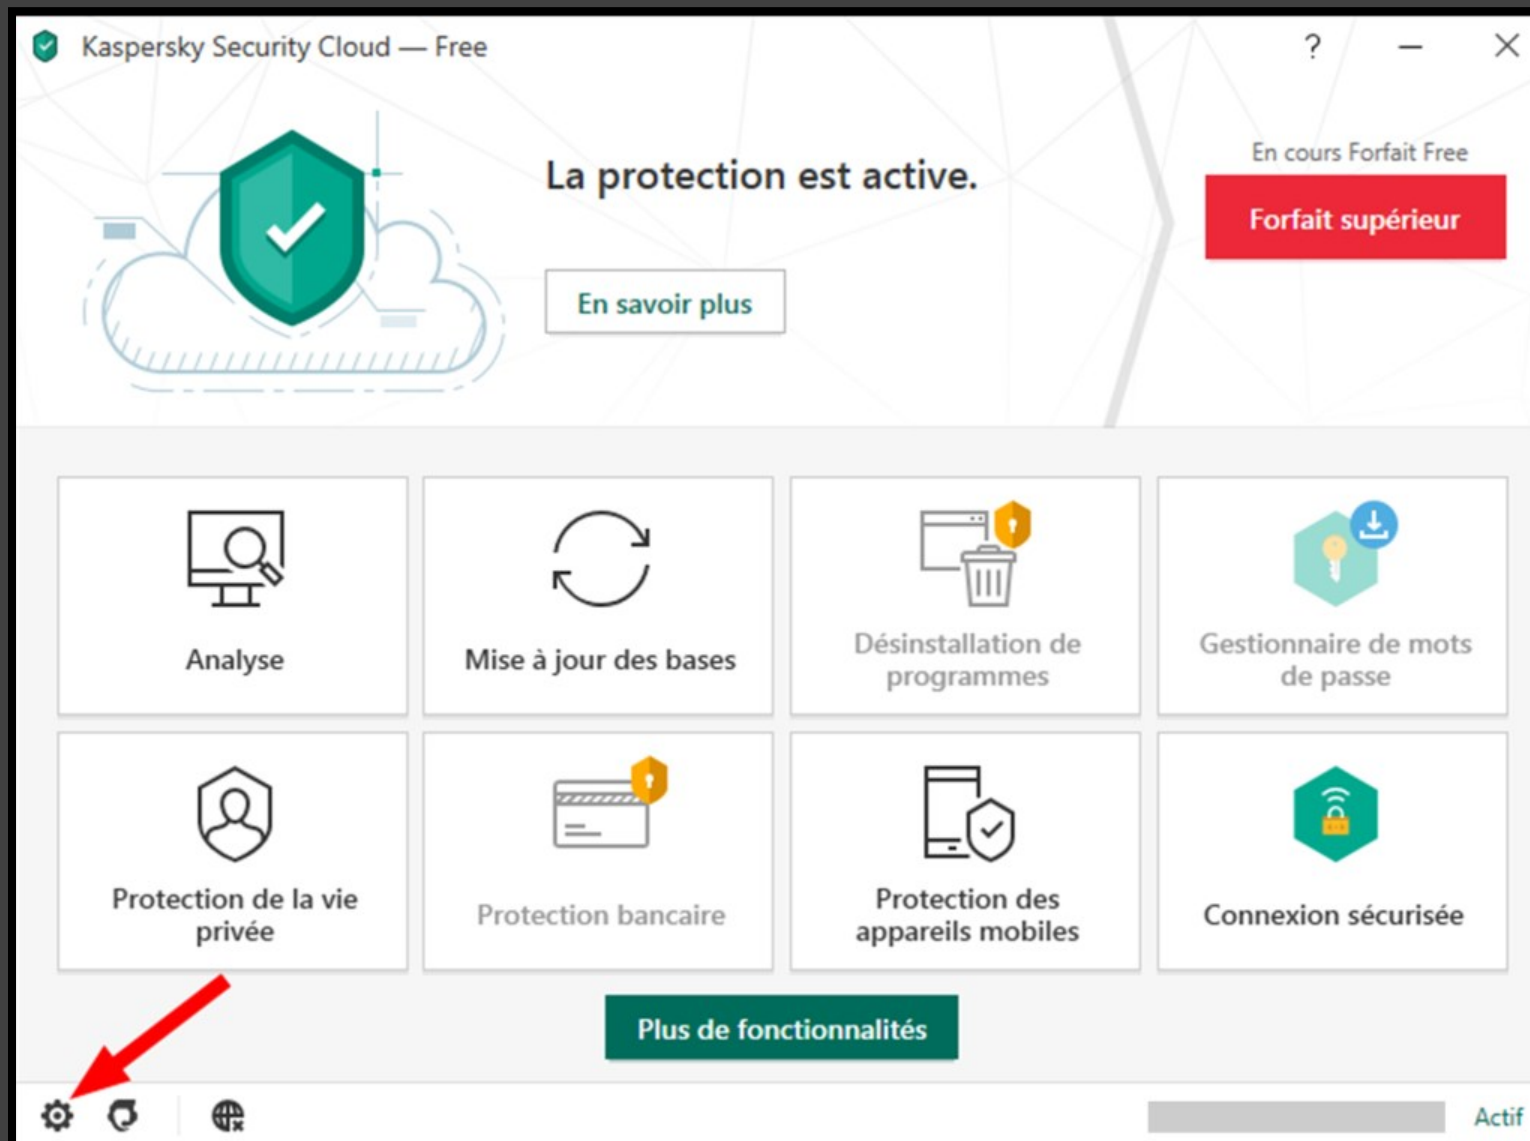 Kaspersky Security Cloud — Free
?
En cours Forfait Free
La protection est active.
Forfait supérieur
En savoir plus
Analyse
Mise à jour des bases
Désinstallation de
programmes
Gestionnaire de mots
de passe
Protection de la vie
privée
Protection bancaire
Protection des
appareils mobiles
Connexion sécurisée
Plus de fonctionnalités
Actif